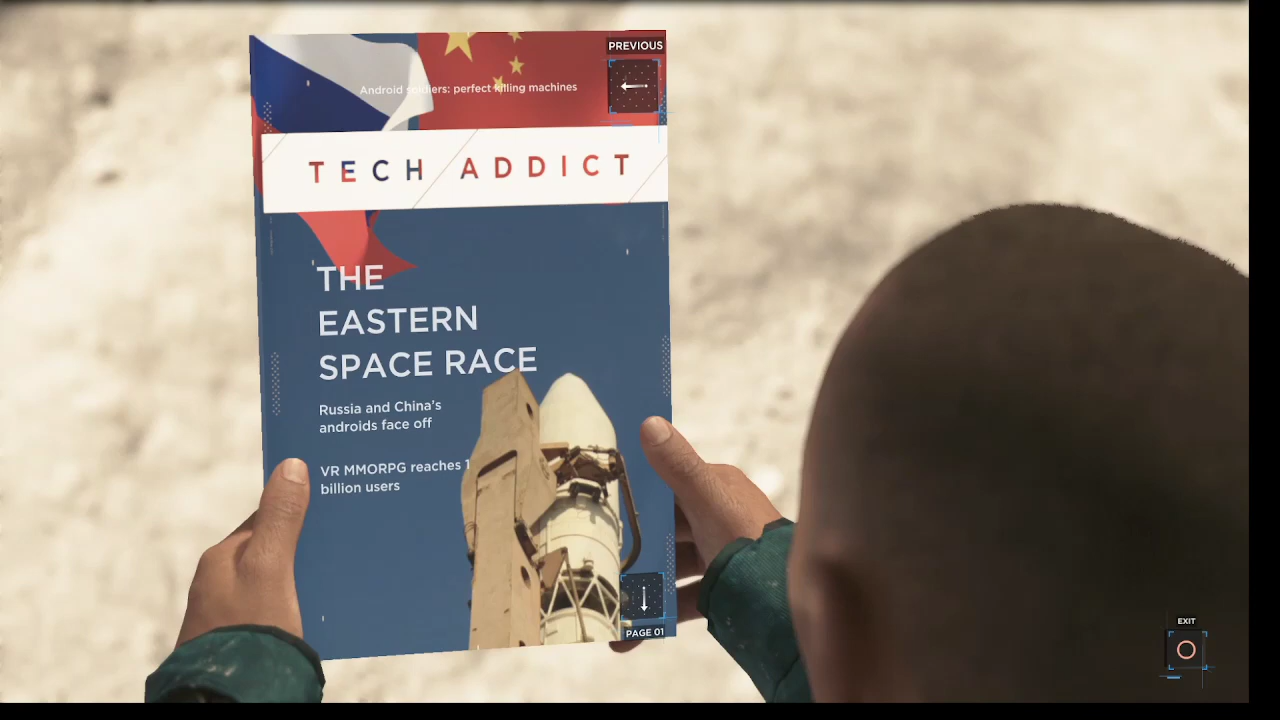 PREVIOUS
Android soldiers: perfect killing machines
TECH ADDICT
THE
EASTERN
SPACE RACE
Russia and China's
androids face off
VR MMORPG reaches 1
billion users
PAGE 01
EXIT